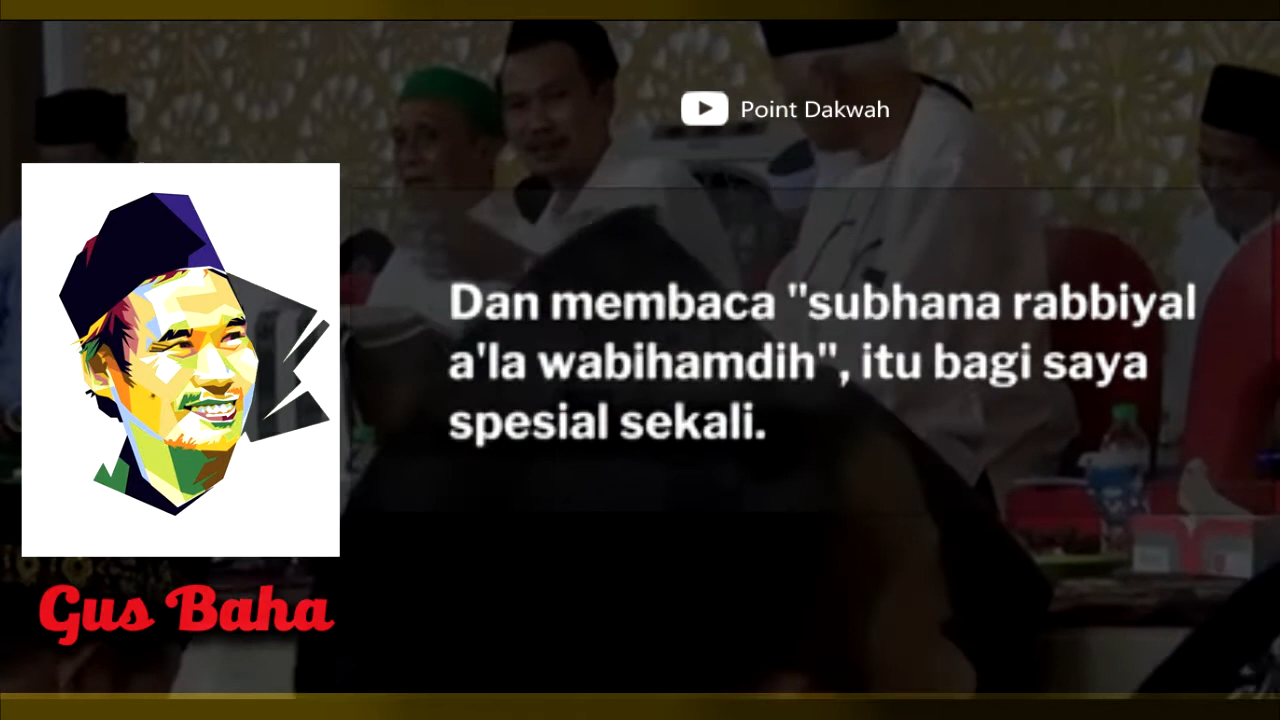 Point Dakwah
Dan membaca "subhana rabbiyal
a'la wabihamdih", itu bagi saya
spesial sekali.
Gus Baha